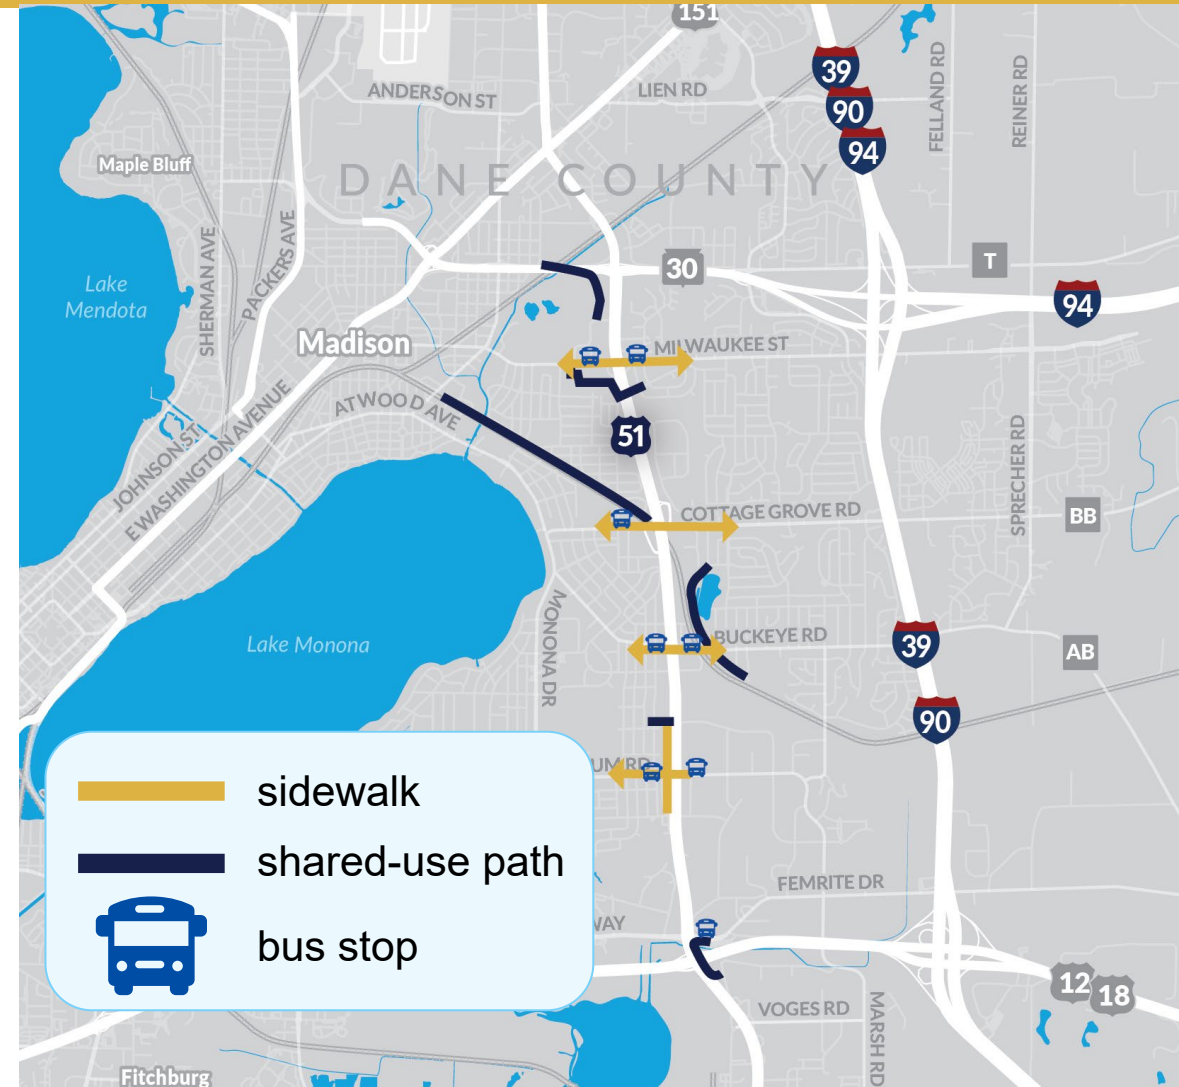 151
39
90
94
FELLAND RD
REINER RD
ANDERSON ST
LIEN RD
Maple Bluff
DANE COUNTY
SHERMAN AVE
PACKERS AVE
Lake
Mendota
30
T
94
Madison
MILWAUKEE ST
ATWOOD AVE
JOHNSON ST
E WASHINGTON AVENUE
51
SPRECHER RD
COTTAGE GROVE RD
BB
MONONA DR
Lake Monona
BUCKEYE RD
39
AB
90
UM RD
sidewalk
shared-use path
bus stop
FEMRITE DR
WAY
12
18
VOGES RD
MARSH RD
Fitchburg